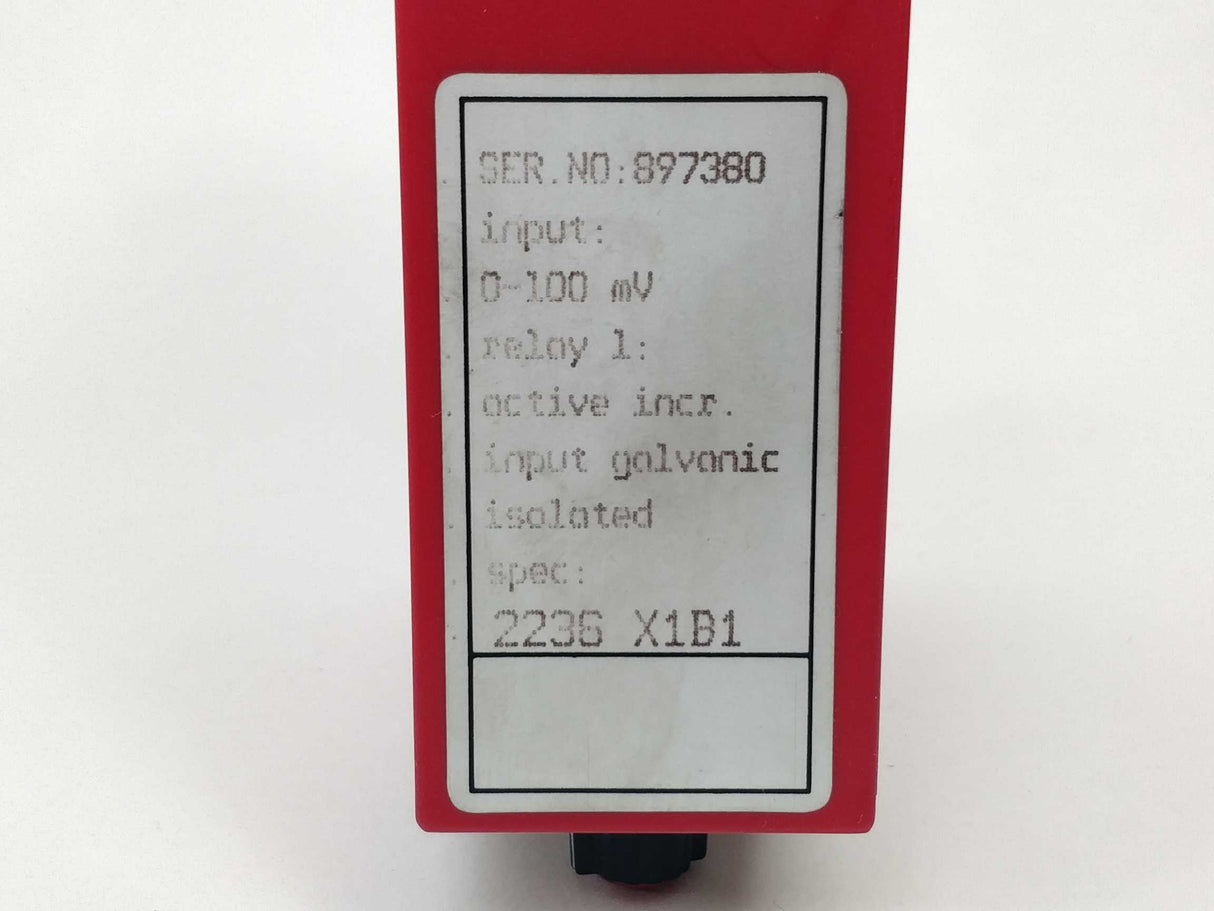 SER.NO:897380
input:
0-100 mV
relay 1:
active incr.
input galvanic
isolated
spec:
2236 X1B1